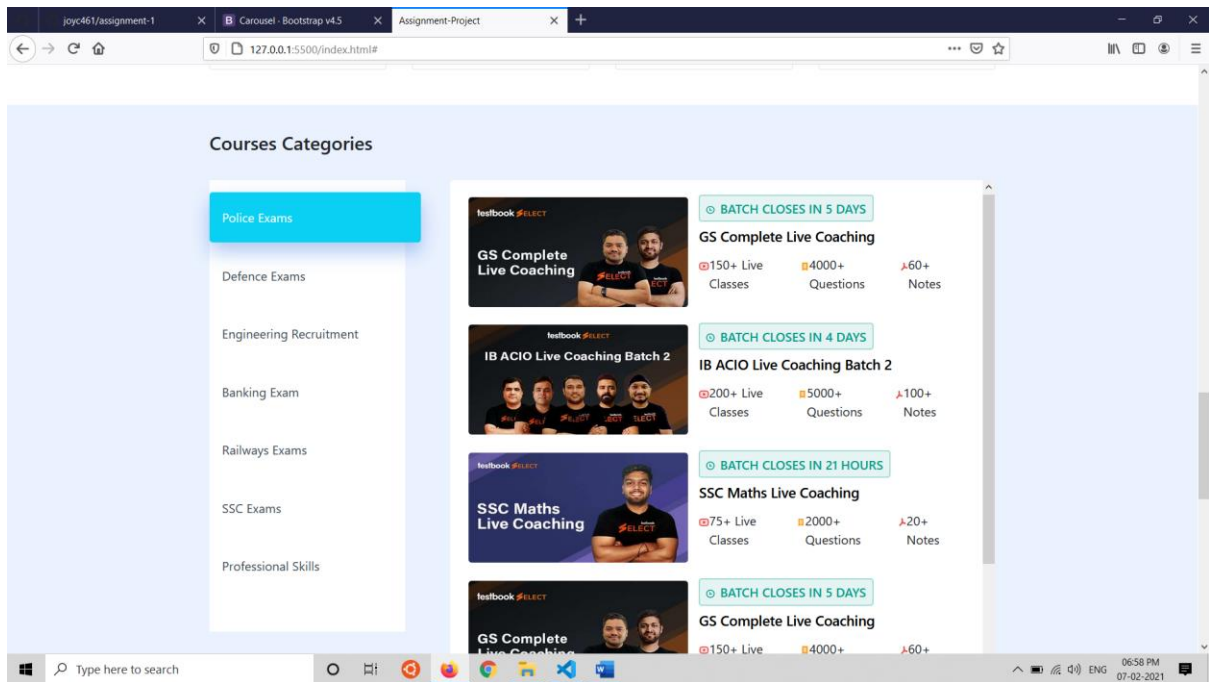 joyc461/assignment-1
B Carousel · Bootstrap v4.5
Assignment-Project
127.0.0.1:5500/index.html#
Courses Categories
Police Exams
Defence Exams
Engineering Recruitment
Banking Exam
Railways Exams
SSC Exams
Professional Skills
testbook SELECT
GS Complete
Live Coaching
SELECT
ECT
BATCH CLOSES IN 5 DAYS
GS Complete Live Coaching
150+ Live
Classes
4000+
Questions
60+
Notes
testbook SELECT
IB ACIO Live Coaching Batch 2
BATCH CLOSES IN 4 DAYS
IB ACIO Live Coaching Batch 2
200+ Live
Classes
5000+
Questions
100+
Notes
testbook SELECT
SSC Maths
Live Coaching
SELECT
BATCH CLOSES IN 21 HOURS
SSC Maths Live Coaching
75+ Live
Classes
2000+
Questions
20+
Notes
testbook SELECT
GS Complete
Live Coaching
BATCH CLOSES IN 5 DAYS
GS Complete Live Coaching
150+ Live
4000+
60+
Type here to search
ENG
06:58 PM
07-02-2021